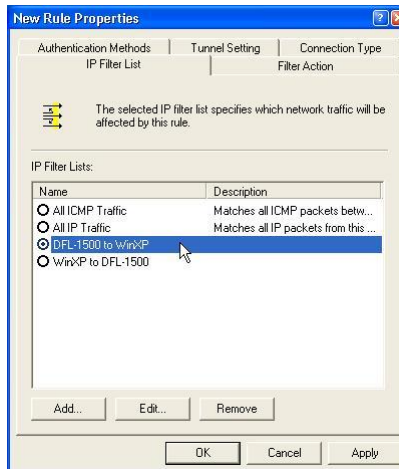 New Rule Properties
Authentication Methods Tunnel Setting Connection Type
IP Filter List Filter Action
The selected IP filter list specifies which network traffic will be
affected by this rule.
IP Filter Lists:
Name Description
All ICMP Traffic Matches all ICMP packets betw...
All IP Traffic Matches all IP packets from this ...
DFL-1500 to WinXP
WinXP to DFL-1500
Add... Edit... Remove
OK Cancel Apply